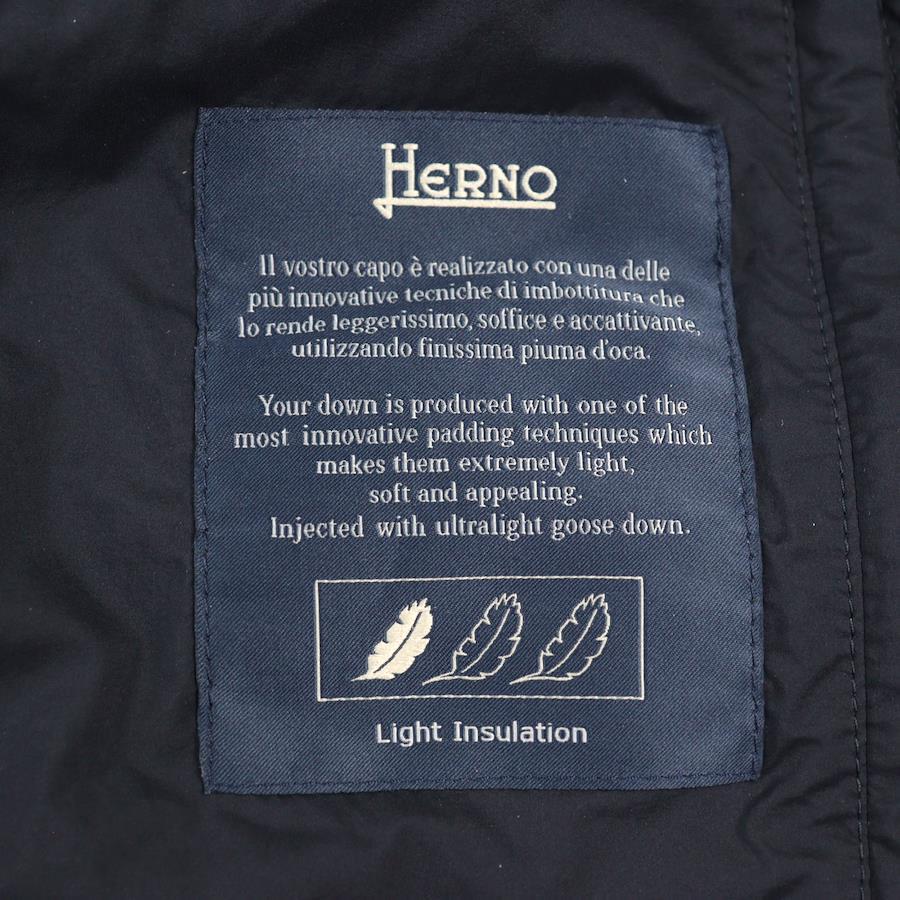 HERNO
Il vostro capo è realizzato con una delle
più innovative tecniche di imbottitura che
lo rende leggerissimo, soffice e accattivante,
utilizzando finissima piuma d'oca.
Your down is produced with one of the
most innovative padding techniques which
makes them extremely light,
soft and appealing.
Injected with ultralight goose down.
Light Insulation